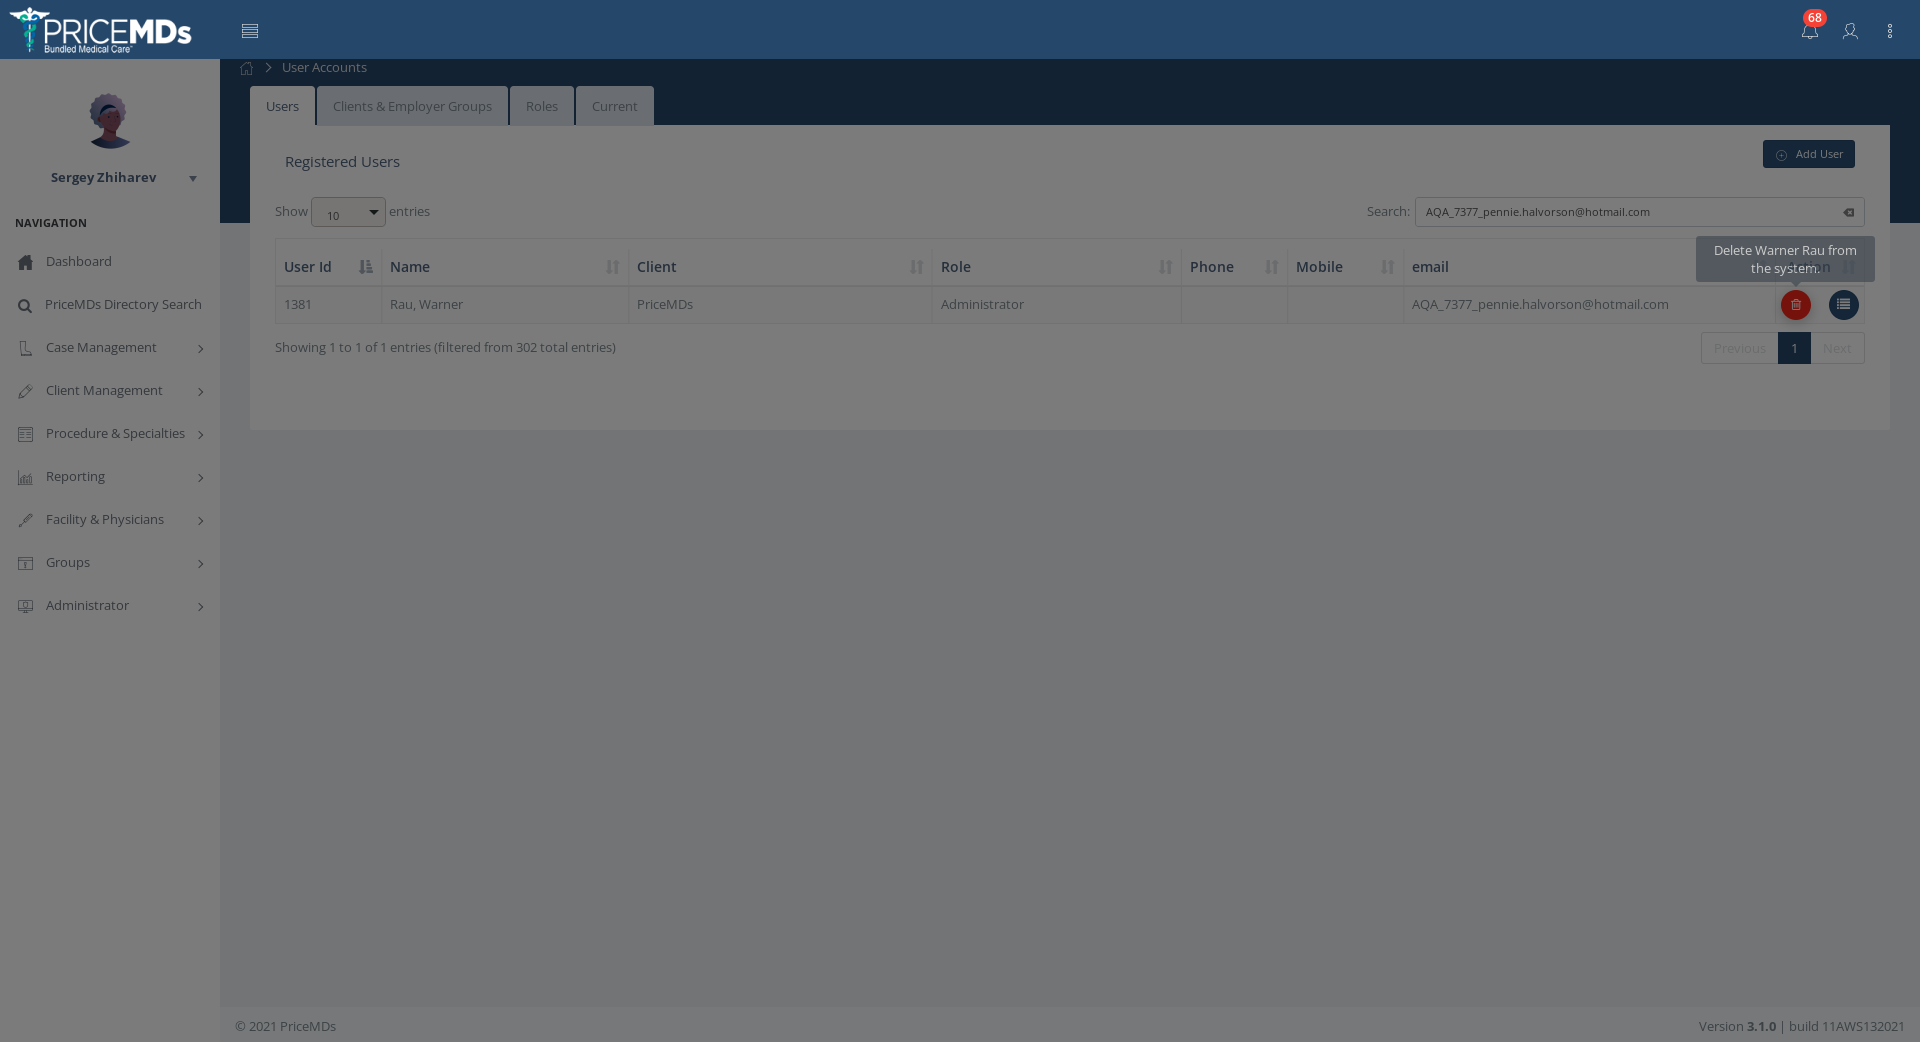 PRICEMDs
Bundled Medical Care™
68
User Accounts
Users
Clients & Employer Groups
Roles
Current
Sergey Zhiharev
Registered Users
Add User
Show 10 entries
Search: AQA_7377_pennie.halvorson@hotmail.com
NAVIGATION
Dashboard
PriceMDs Directory Search
Case Management
Client Management
Procedure & Specialties
Reporting
Facility & Physicians
Groups
Administrator
Delete Warner Rau from
the system.
User Id Name Client Role Phone Mobile email Action
1381 Rau, Warner PriceMDs Administrator AQA_7377_pennie.halvorson@hotmail.com
Showing 1 to 1 of 1 entries (filtered from 302 total entries)
Previous 1 Next
© 2021 PriceMDs
Version 3.1.0 | build 11AWS132021